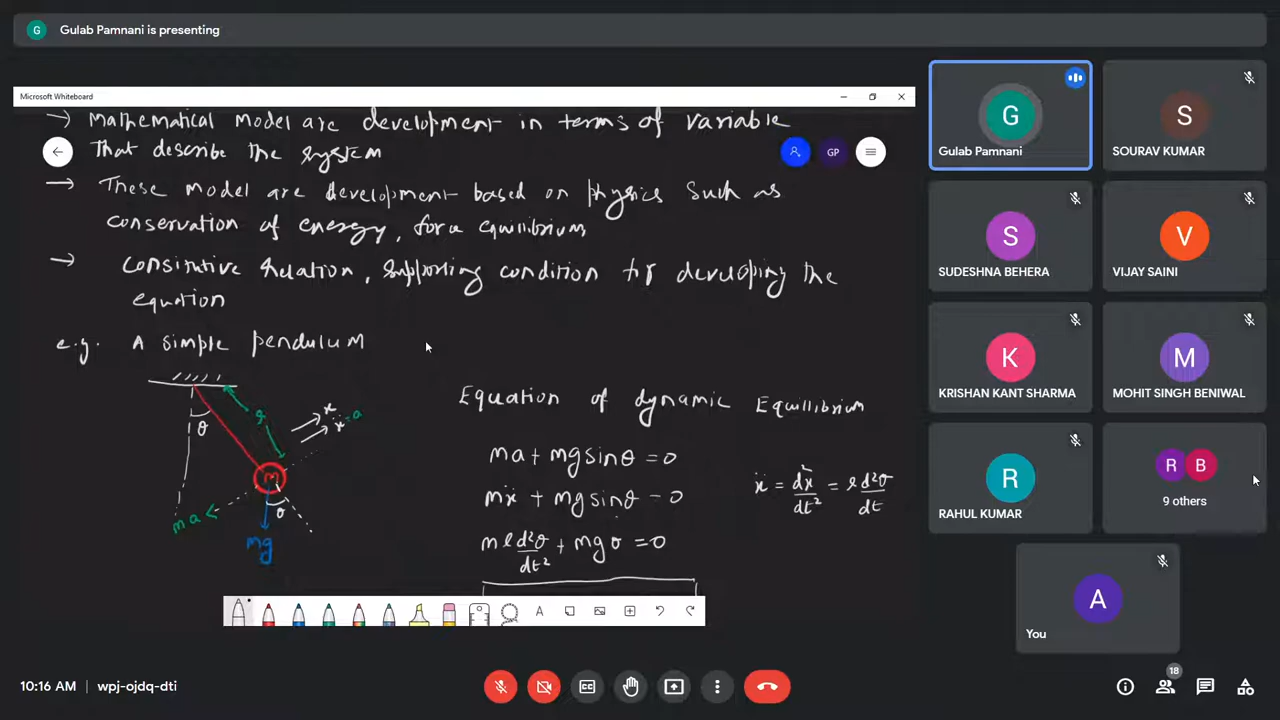 G Gulab Pamnani is presenting
Microsoft Whiteboard
→ Mathematical Model are development in terms of variable
that describe the system
→ These model are development based on physics such as
conservation of energy, force equilibrium,
→ Consitutive relation, supporting condition for developing the
equation
e.g. A simple pendulum
θ
l
x
ẍ=a
m
ma
θ
mg
Equation of dynamic Equillibrium
ma + mg sinθ = 0
mẍ + mg sinθ = 0
ml d²θ/dt² + mgθ = 0
ẍ = d²x/dt² = l d²θ/dt
GP
A
G
Gulab Pamnani
S
SOURAV KUMAR
S
SUDESHNA BEHERA
V
VIJAY SAINI
K
KRISHAN KANT SHARMA
M
MOHIT SINGH BENIWAL
R
RAHUL KUMAR
R B
9 others
A
You
10:16 AM | wpj-ojdq-dti
CC
18